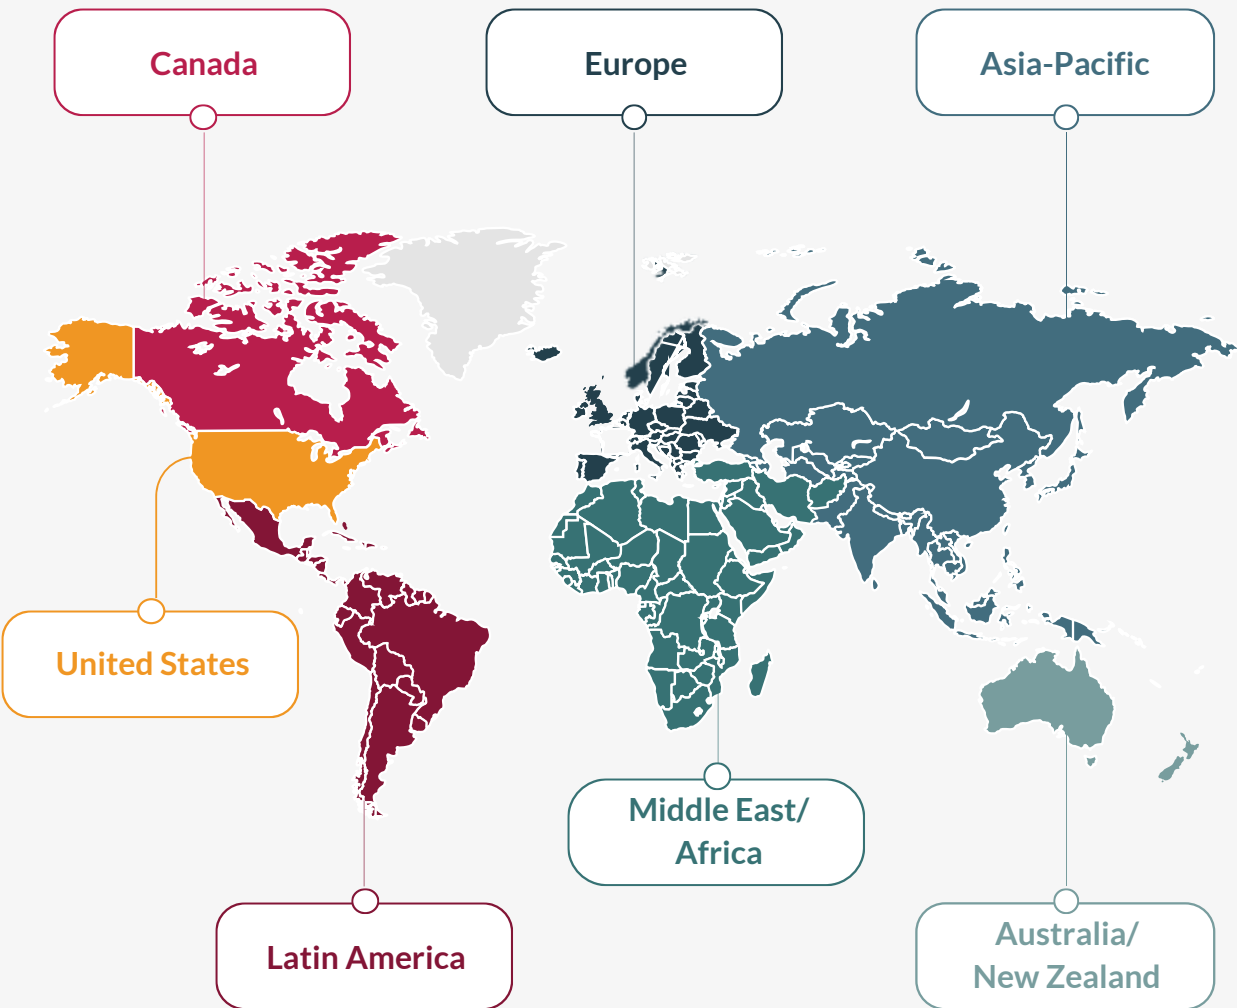 Canada
Europe
Asia-Pacific
United States
Middle East/
Africa
Latin America
Australia/
New Zealand